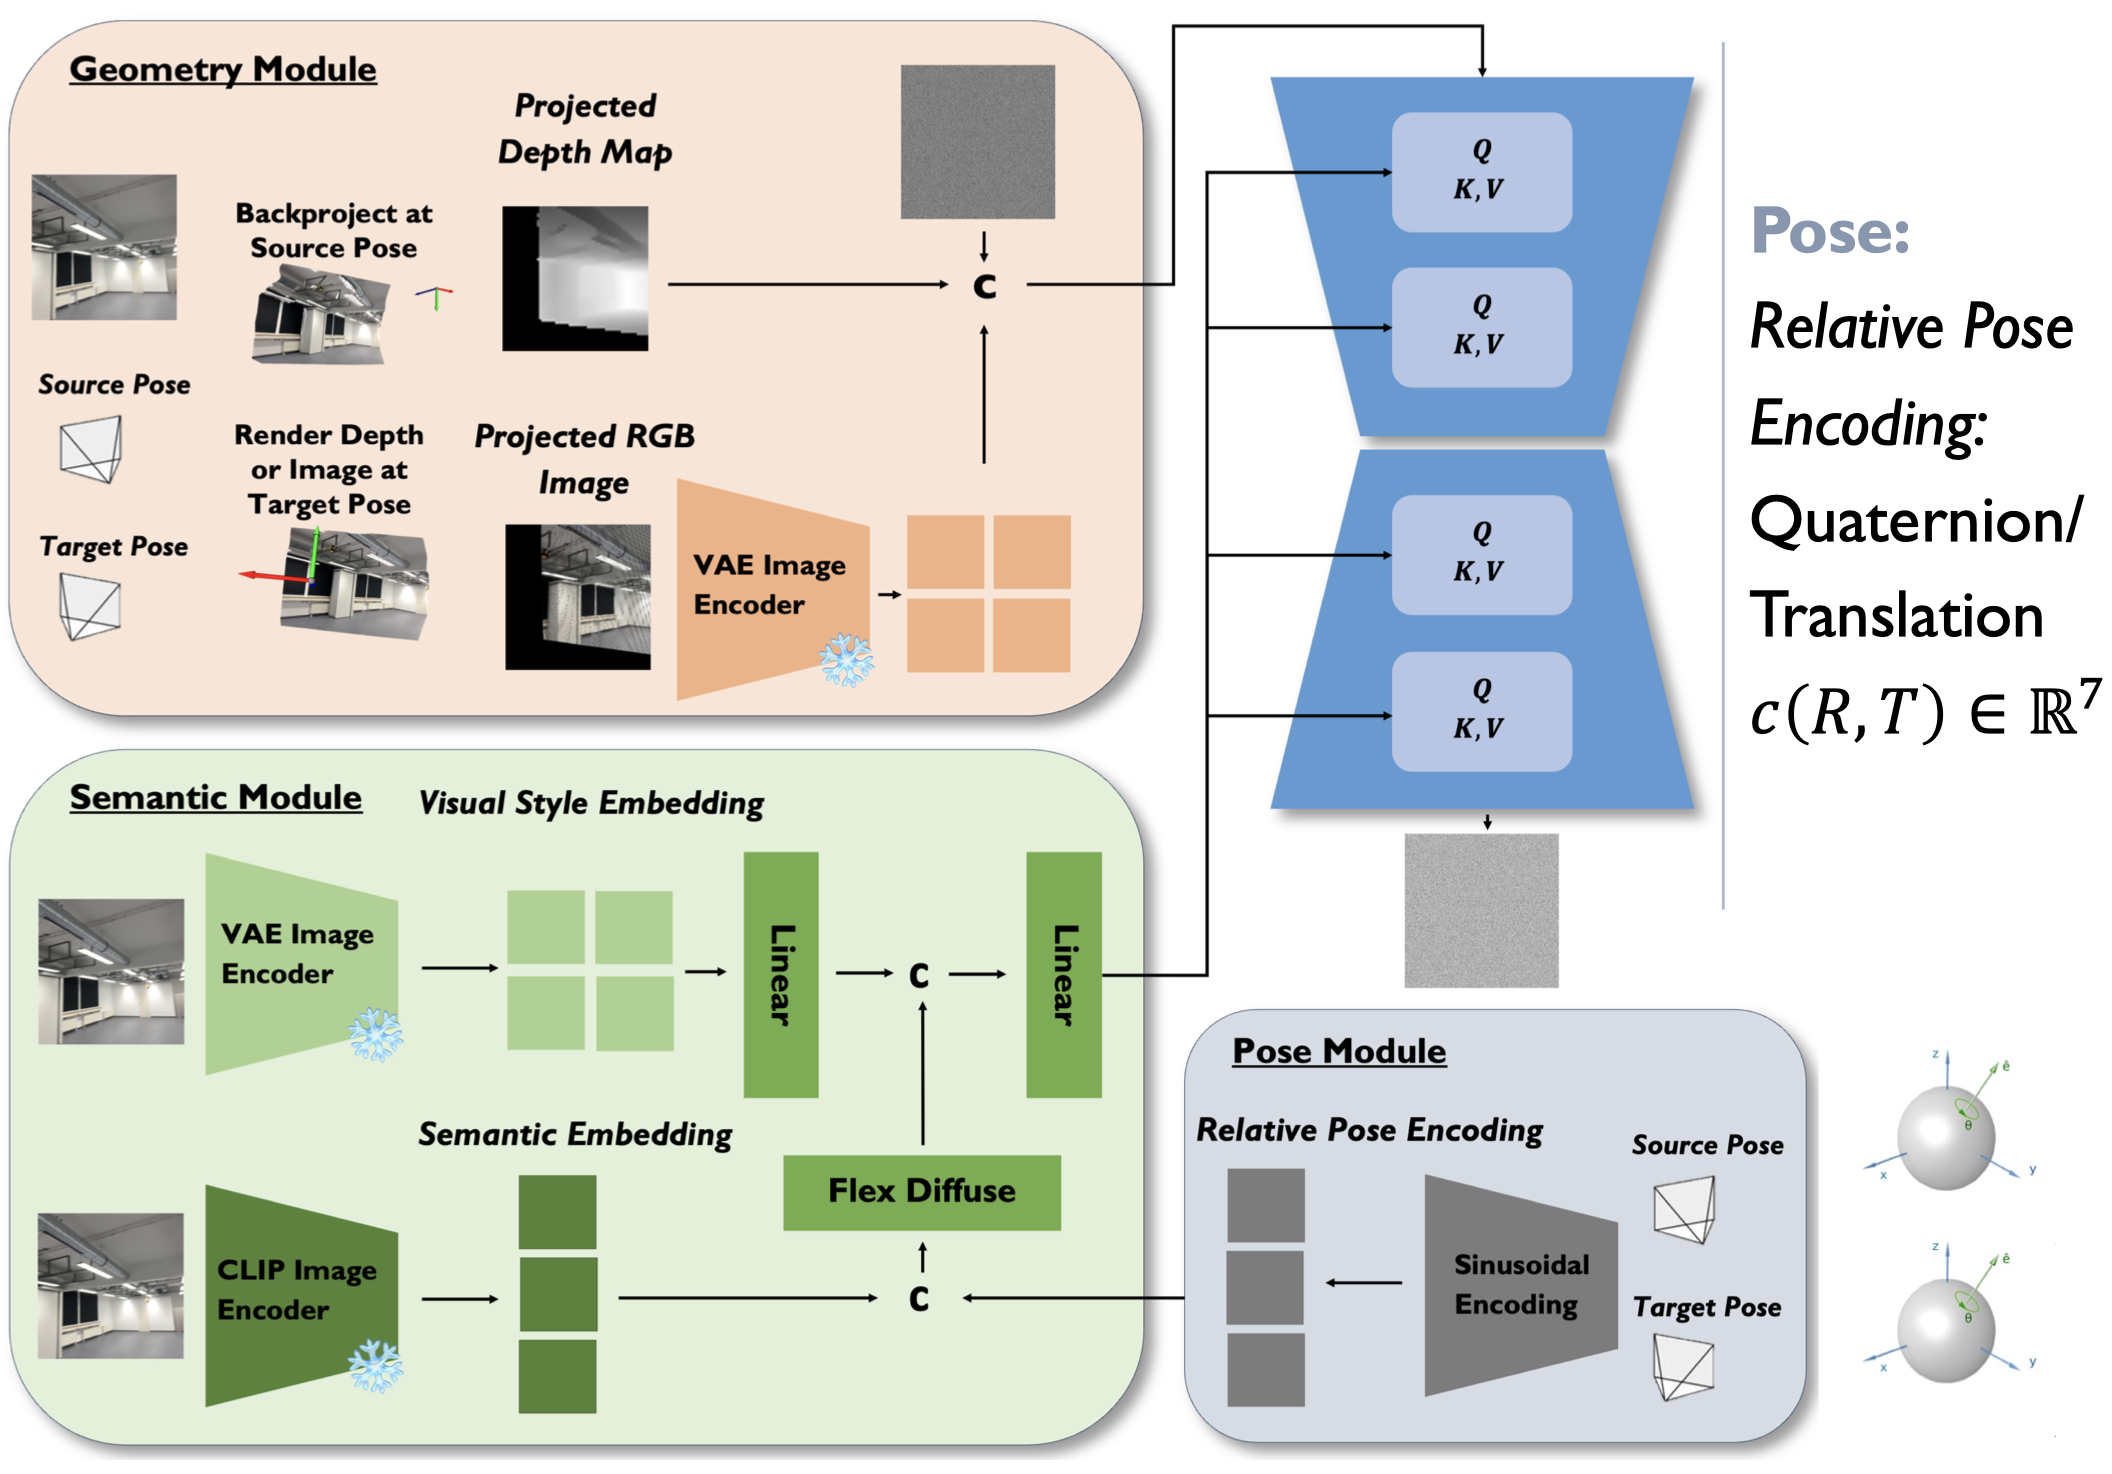 Geometry Module
Projected
Depth Map
Backproject at
Source Pose
C
Source Pose
Render Depth
or Image at
Target Pose
Target Pose
Projected RGB
Image
VAE Image
Encoder
Semantic Module
Visual Style Embedding
VAE Image
Encoder
Linear
C
Linear
Semantic Embedding
Flex Diffuse
CLIP Image
Encoder
C
Q
K, V
Q
K, V
Q
K, V
Q
K, V
Pose Module
Relative Pose Encoding
Sinusoidal
Encoding
Source Pose
Target Pose
Pose:
Relative Pose
Encoding:
Quaternion/
Translation
c(R, T) ∈ ℝ⁷
z
ê
θ
x
y
z
ê
θ
x
y